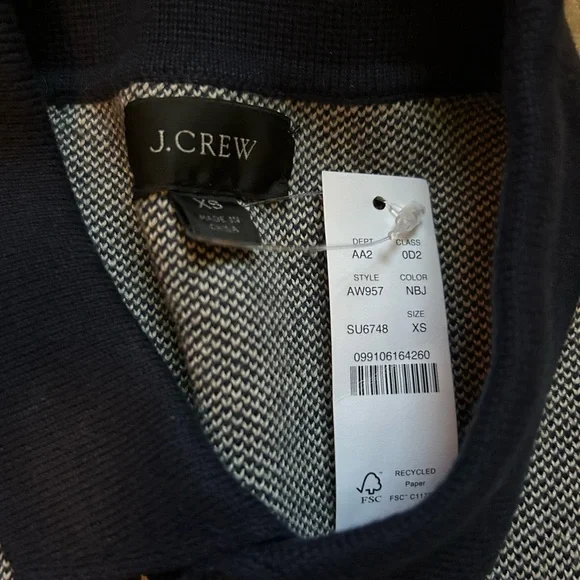 J.CREW
XS
MADE IN
CHINA
DEPT CLASS
AA2 0D2
STYLE COLOR
AW957 NBJ
SIZE
SU6748 XS
099106164260
FSC
RECYCLED
Paper
FSC®